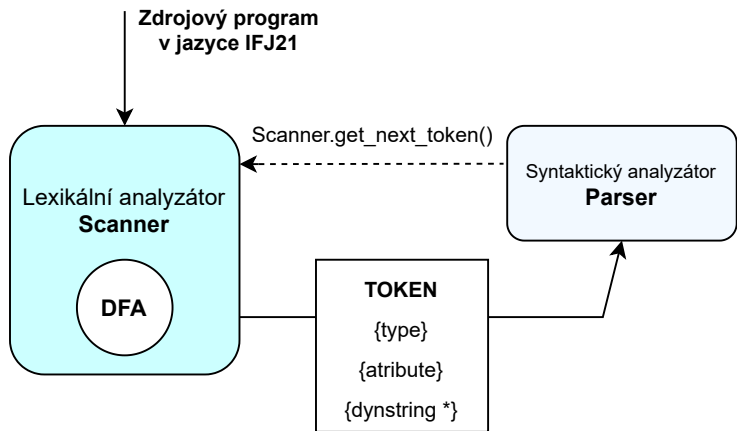 Zdrojový program
v jazyce IFJ21
Scanner.get_next_token()
Lexikální analyzátor
Scanner
DFA
Syntaktický analyzátor
Parser
TOKEN
{type}
{atribute}
{dynstring *}